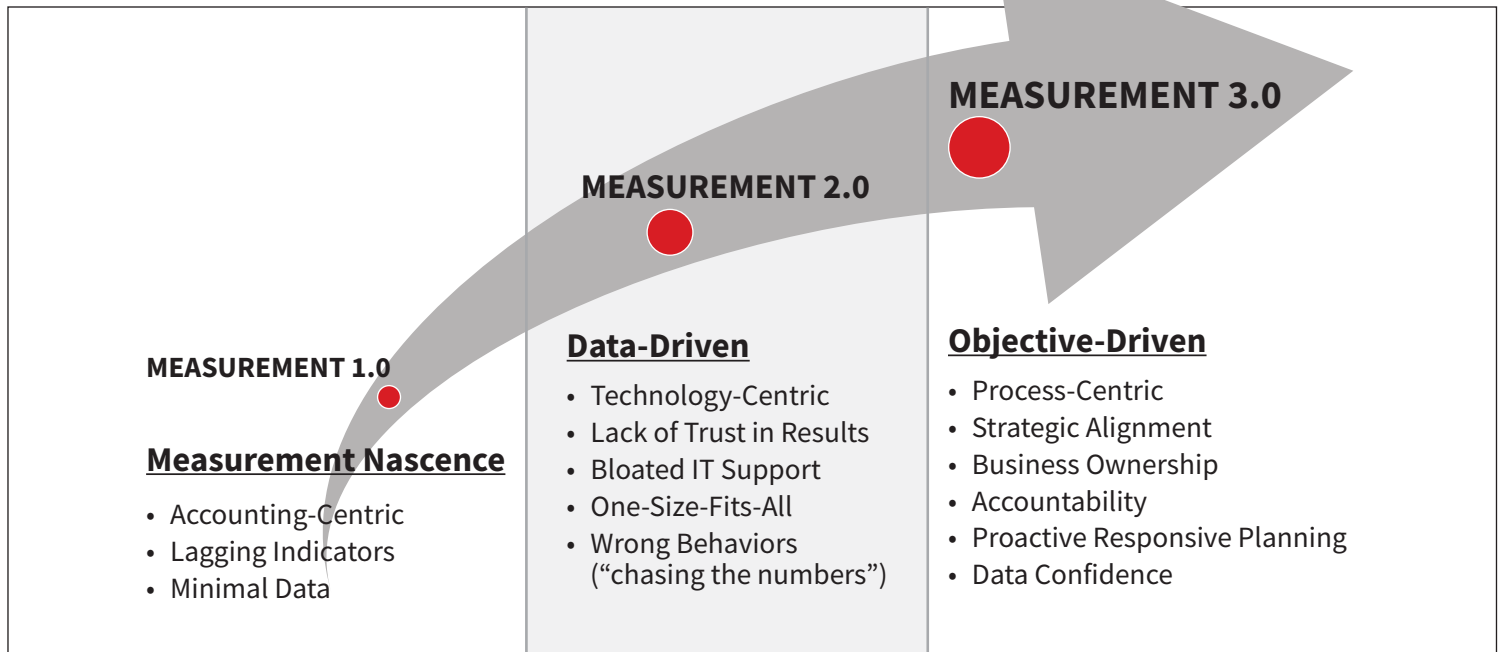 MEASUREMENT 1.0
Measurement Nascence
• Accounting-Centric
• Lagging Indicators
• Minimal Data
MEASUREMENT 2.0
Data-Driven
• Technology-Centric
• Lack of Trust in Results
• Bloated IT Support
• One-Size-Fits-All
• Wrong Behaviors
(“chasing the numbers”)
MEASUREMENT 3.0
Objective-Driven
• Process-Centric
• Strategic Alignment
• Business Ownership
• Accountability
• Proactive Responsive Planning
• Data Confidence